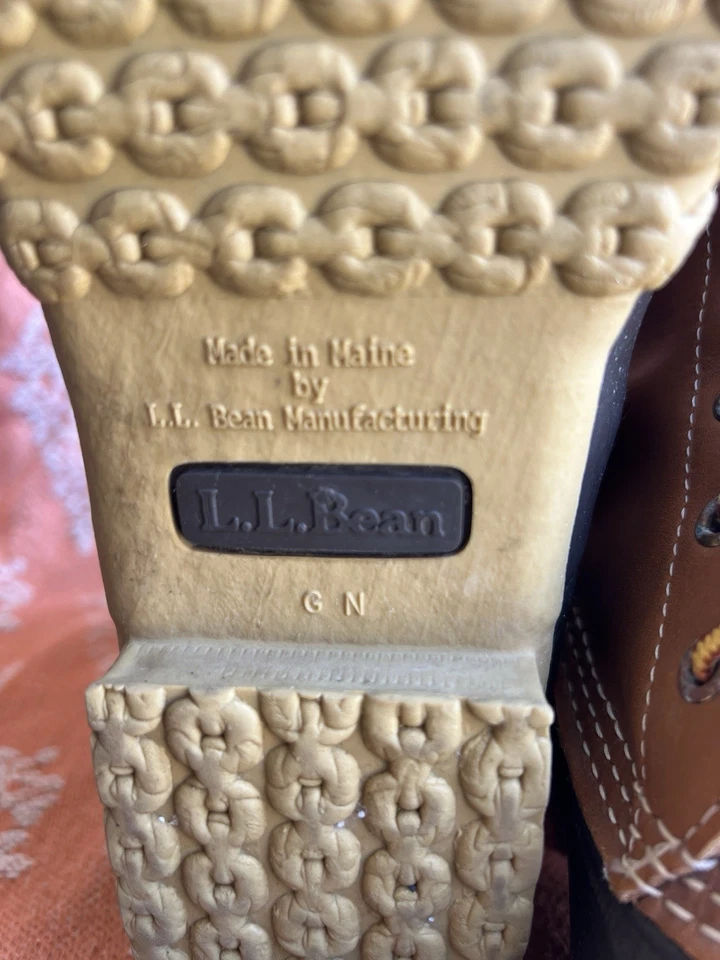 Made in Maine
by
L.L. Bean Manufacturing
L.L.Bean
G N